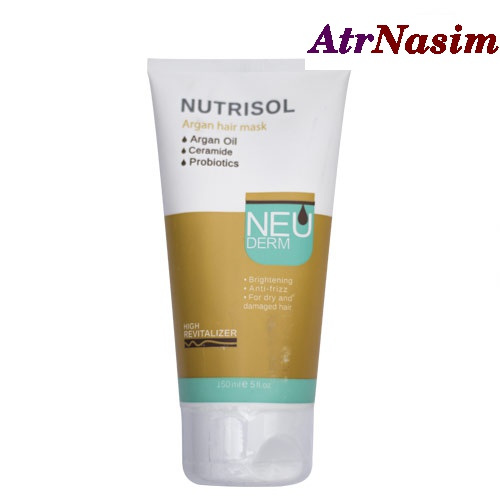 AtrNasim
NUTRISOL
Argan hair mask
Argan Oil
Ceramide
Probiotics
NEU
DERM
• Brightening
• Anti-frizz
• For dry and
damaged hair
HIGH
REVITALIZER
150 ml e 5 fl oz